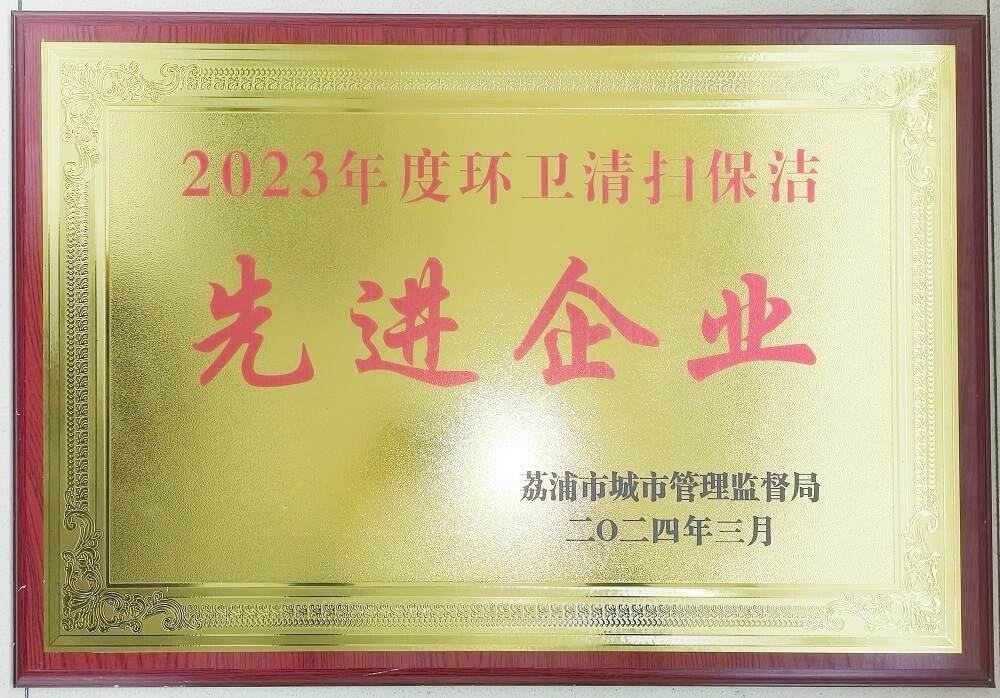 2023年度环卫清扫保洁
先进企业
荔浦市城市管理监督局
二〇二四年三月